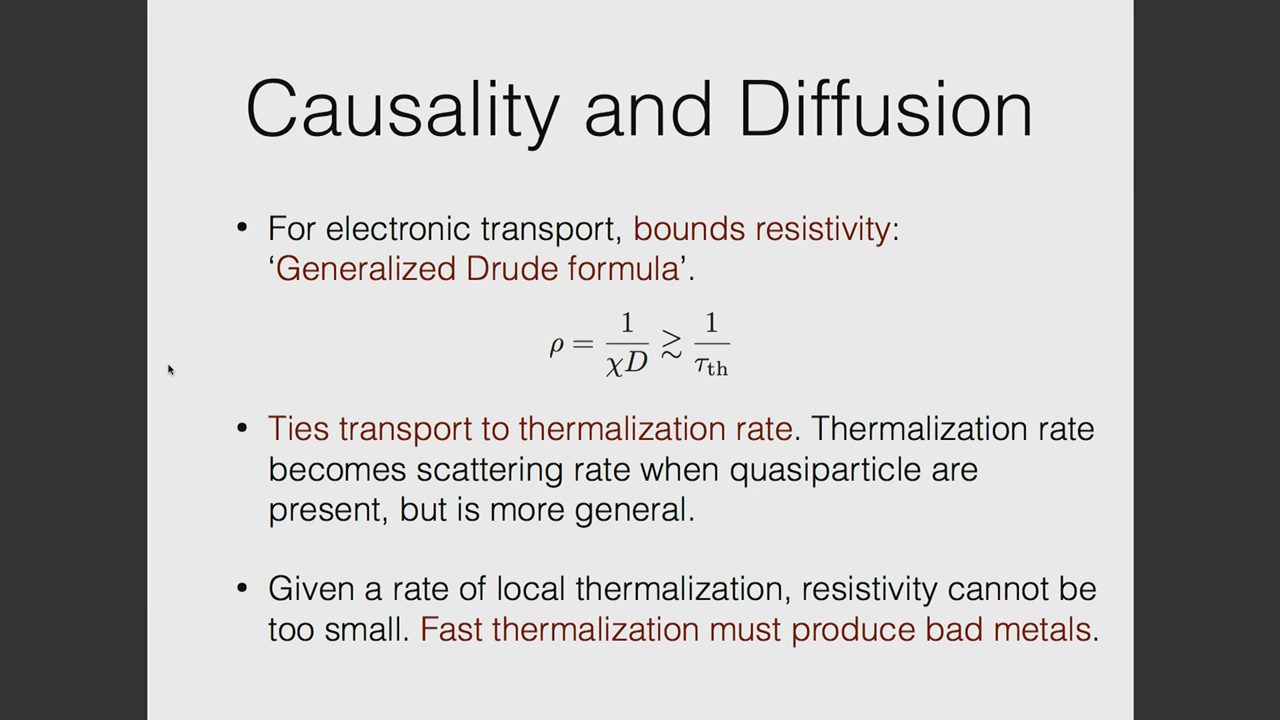 Causality and Diffusion
• For electronic transport, bounds resistivity:
‘Generalized Drude formula’.
ρ = 1/(χD) ≳ 1/τ_th
• Ties transport to thermalization rate. Thermalization rate
becomes scattering rate when quasiparticle are
present, but is more general.
• Given a rate of local thermalization, resistivity cannot be
too small. Fast thermalization must produce bad metals.